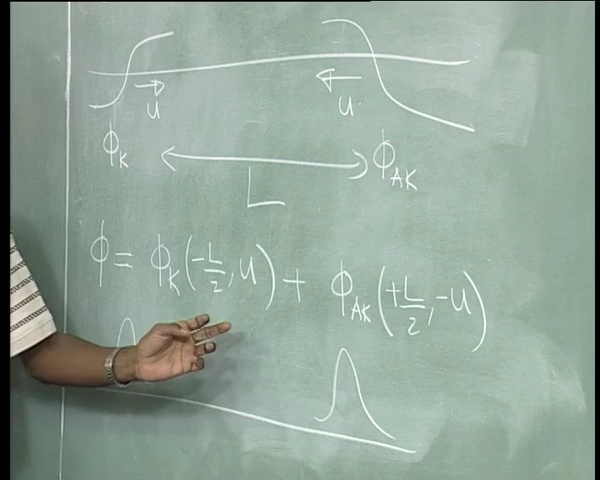 u u
ϕ_K ϕ_AK
L
ϕ = ϕ_K(-L/2, u) + ϕ_AK(+L/2, -u)